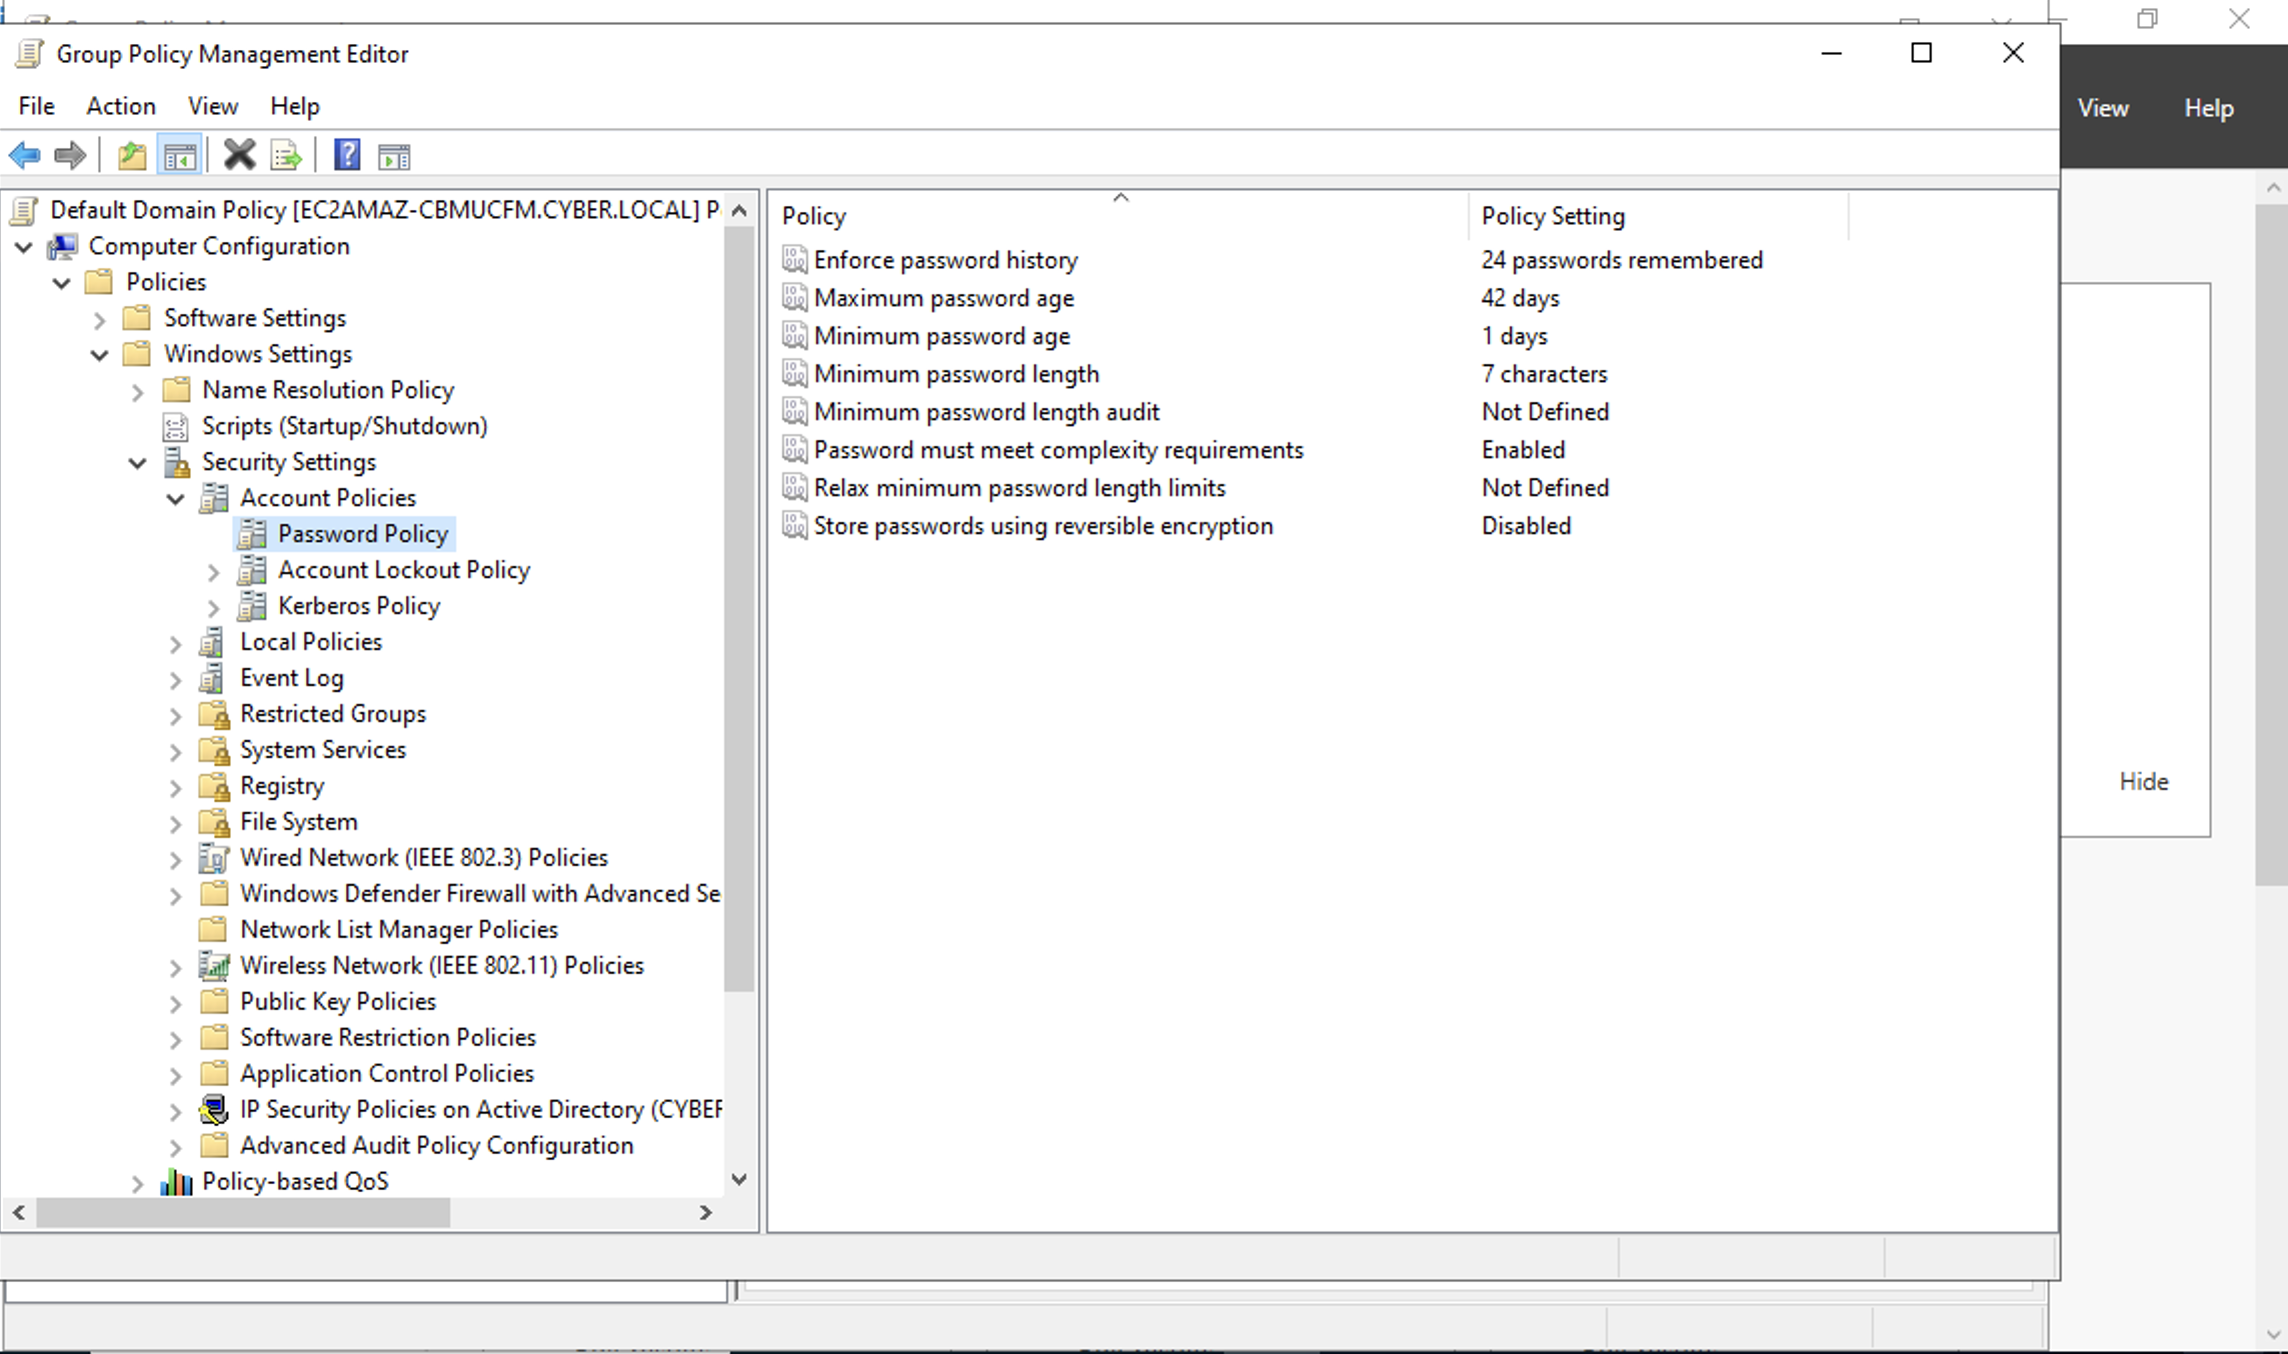 Group Policy Management Editor
File Action View Help
View Help
Default Domain Policy [EC2AMAZ-CBMUCFM.CYBER.LOCAL] P
Computer Configuration
Policies
Software Settings
Windows Settings
Name Resolution Policy
Scripts (Startup/Shutdown)
Security Settings
Account Policies
Password Policy
Account Lockout Policy
Kerberos Policy
Local Policies
Event Log
Restricted Groups
System Services
Registry
File System
Wired Network (IEEE 802.3) Policies
Windows Defender Firewall with Advanced Se
Network List Manager Policies
Wireless Network (IEEE 802.11) Policies
Public Key Policies
Software Restriction Policies
Application Control Policies
IP Security Policies on Active Directory (CYBER
Advanced Audit Policy Configuration
Policy-based QoS
Policy Policy Setting
Enforce password history 24 passwords remembered
Maximum password age 42 days
Minimum password age 1 days
Minimum password length 7 characters
Minimum password length audit Not Defined
Password must meet complexity requirements Enabled
Relax minimum password length limits Not Defined
Store passwords using reversible encryption Disabled
Hide